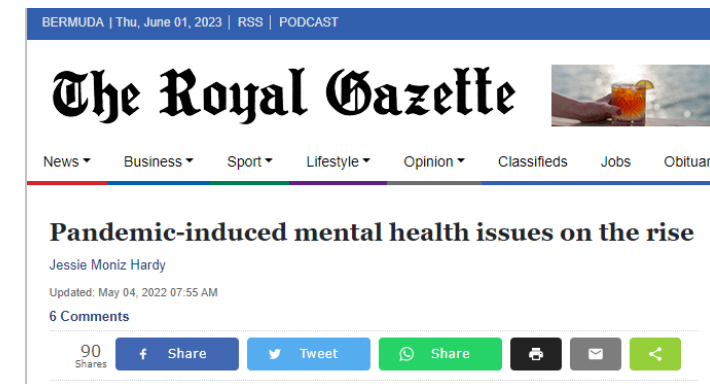 BERMUDA | Thu, June 01, 2023 | RSS | PODCAST
The Royal Gazette
News Business Sport Lifestyle Opinion Classifieds Jobs Obituar
Pandemic-induced mental health issues on the rise
Jessie Moniz Hardy
Updated: May 04, 2022 07:55 AM
6 Comments
90 Share Tweet Share
Shares